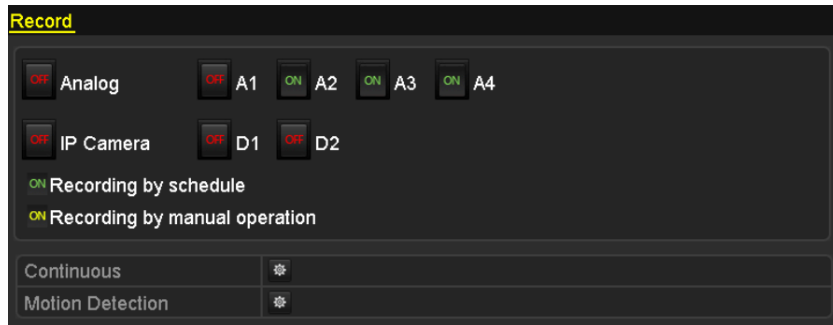 Record
OFF Analog OFF A1 ON A2 ON A3 ON A4
OFF IP Camera OFF D1 OFF D2
ON Recording by schedule
ON Recording by manual operation
Continuous
Motion Detection